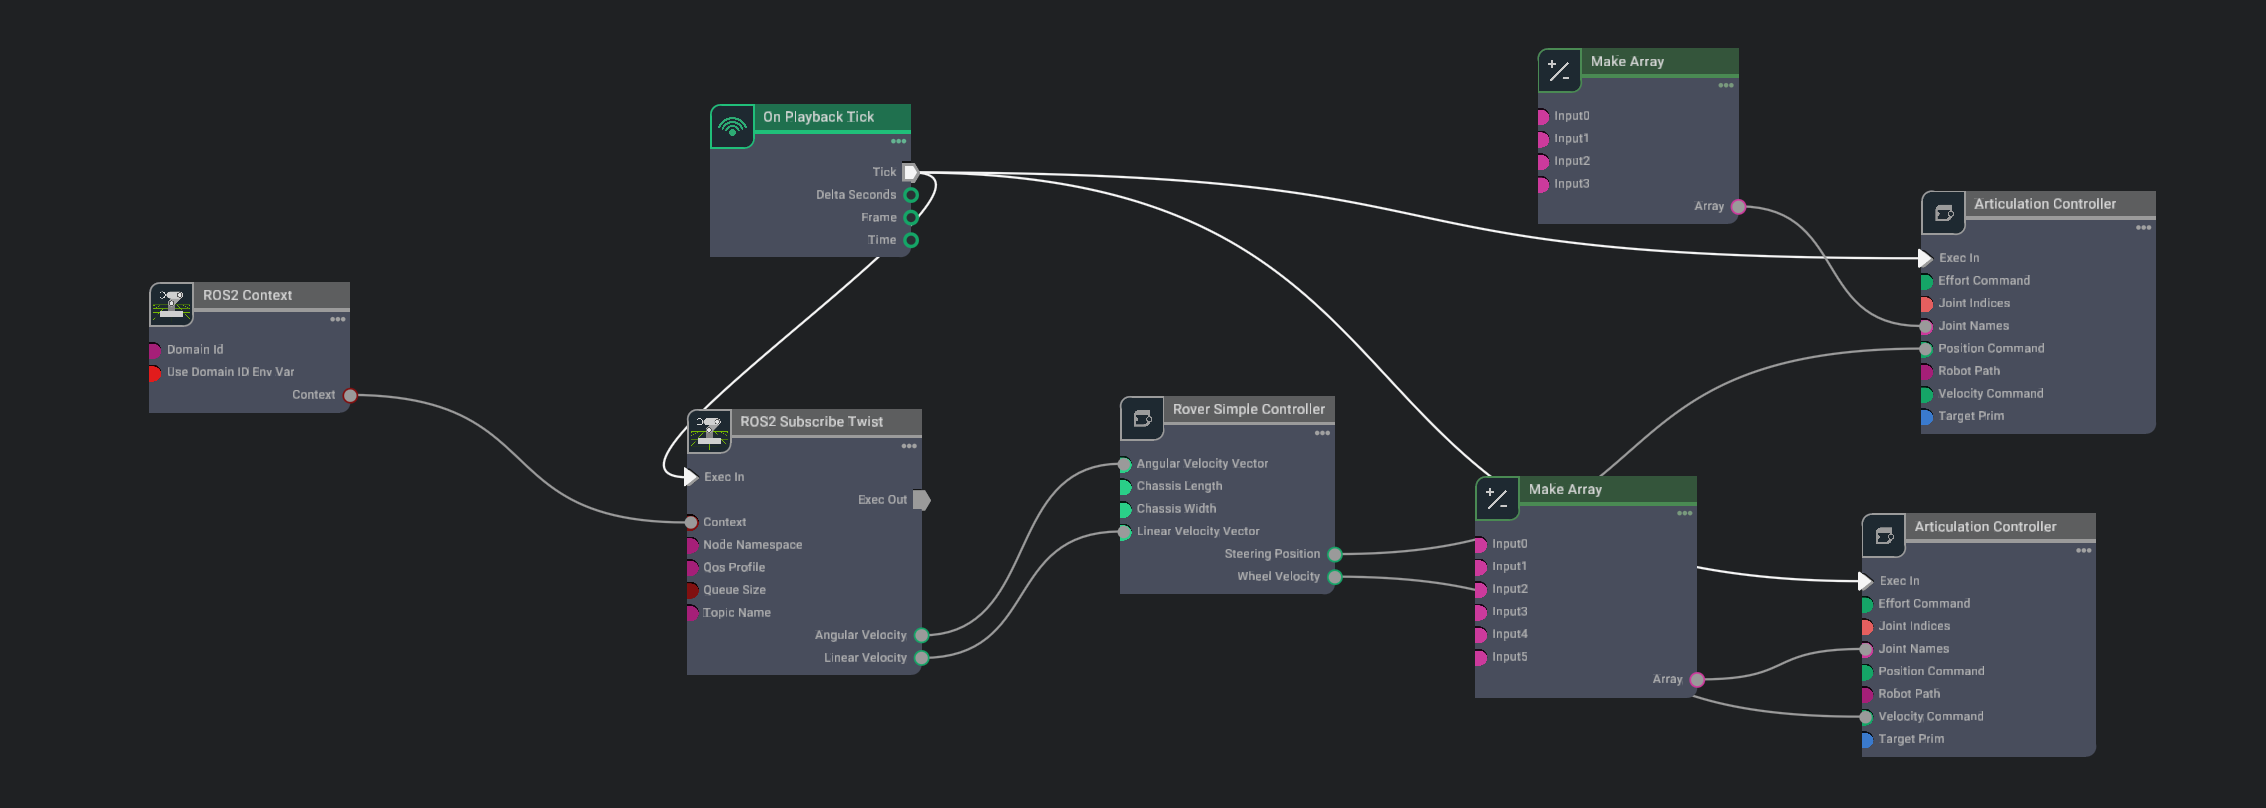 Make Array
Input0
Input1
Input2
Input3
Array
On Playback Tick
Tick
Delta Seconds
Frame
Time
Articulation Controller
Exec In
Effort Command
Joint Indices
Joint Names
Position Command
Robot Path
Velocity Command
Target Prim
ROS2 Context
Domain Id
Use Domain ID Env Var
Context
ROS2 Subscribe Twist
Exec In
Exec Out
Context
Node Namespace
Qos Profile
Queue Size
Topic Name
Angular Velocity
Linear Velocity
Rover Simple Controller
Angular Velocity Vector
Chassis Length
Chassis Width
Linear Velocity Vector
Steering Position
Wheel Velocity
Make Array
Input0
Input1
Input2
Input3
Input4
Input5
Array
Articulation Controller
Exec In
Effort Command
Joint Indices
Joint Names
Position Command
Robot Path
Velocity Command
Target Prim